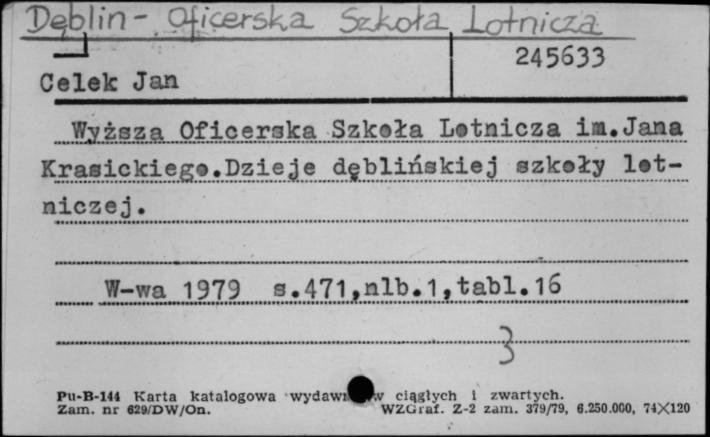 Dęblin - Oficerska Szkoła Lotnicza
245633
Celek Jan
Wyższa Oficerska Szkoła Lotnicza im.Jana
Krasickiego.Dzieje dęblińskiej szkoły lot-
niczej.
W-wa 1979 s.471,nlb.1,tabl.16
3
Pu-B-144 Karta katalogowa ciągłych i zwartych.
Zam. nr 629/DW/On. WZGraf. Z-2 zam. 379/79, 6.250.000, 74X120